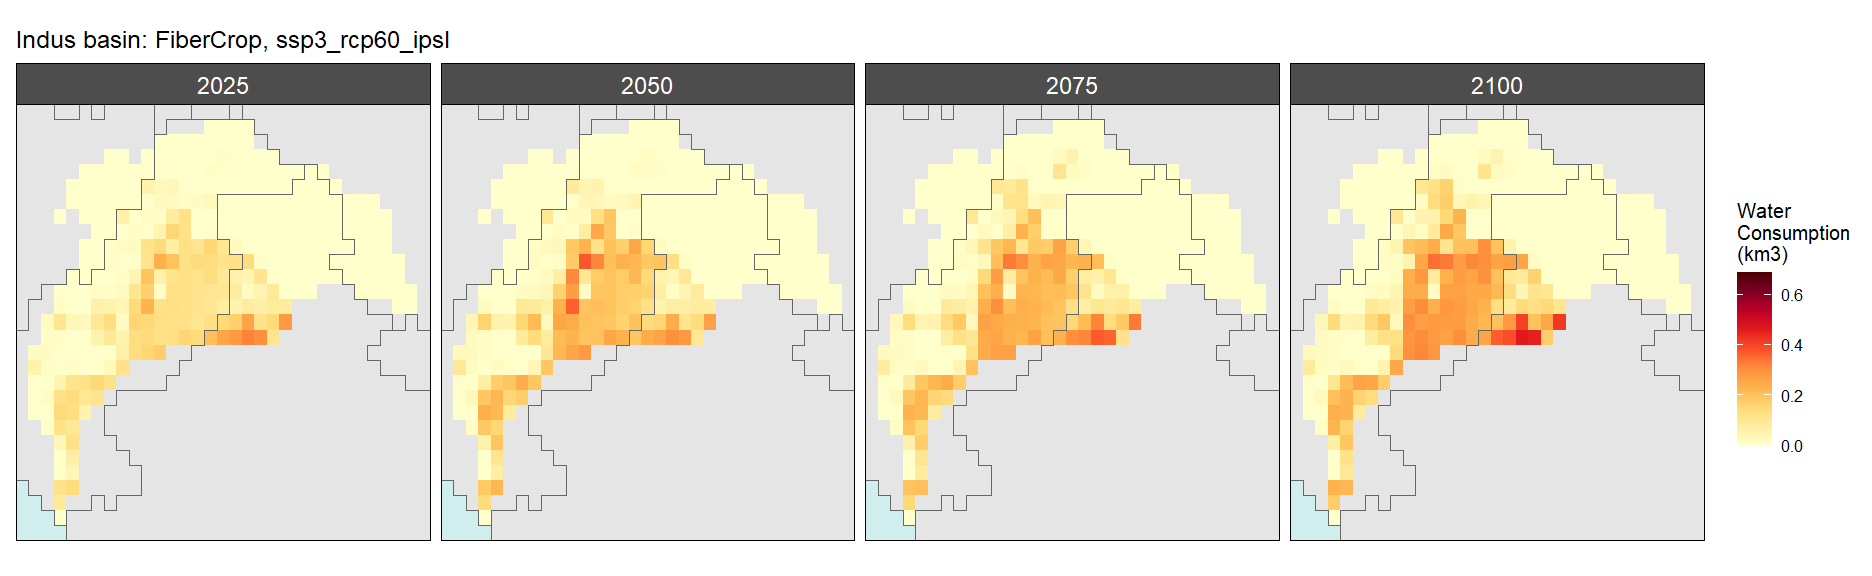 Indus basin: FiberCrop, ssp3_rcp60_ipsl
2025
2050
2075
2100
Water
Consumption
(km3)
0.6
0.4
0.2
0.0